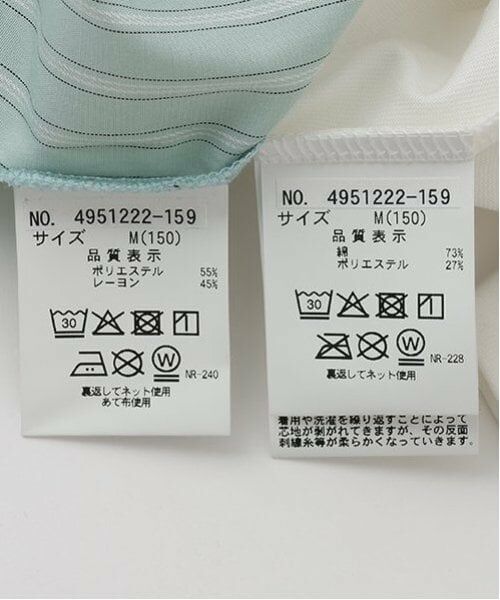 NO. 4951222-159
サイズ M(150)
品質表示
ポリエステル 55%
レーヨン 45%
30
W
NR-240
裏返してネット使用
あて布使用
NO. 4951222-159
サイズ M(150)
品質表示
綿 73%
ポリエステル 27%
30
W
NR-228
裏返してネット使用
着用や洗濯を繰り返すことによって
芯地が剥がれてきますが、その反面
刺繍糸等が柔らかくなっていきます。